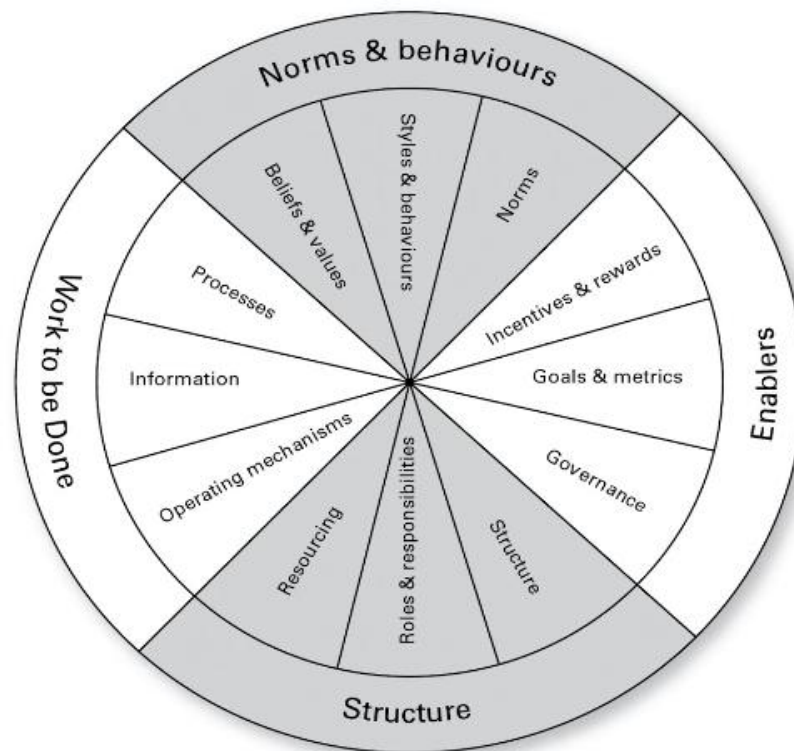 Norms & behaviours
Beliefs & values
Styles & behaviours
Norms
Enablers
Incentives & rewards
Goals & metrics
Governance
Structure
Structure
Roles & responsibilities
Resourcing
Work to be Done
Operating mechanisms
Information
Processes